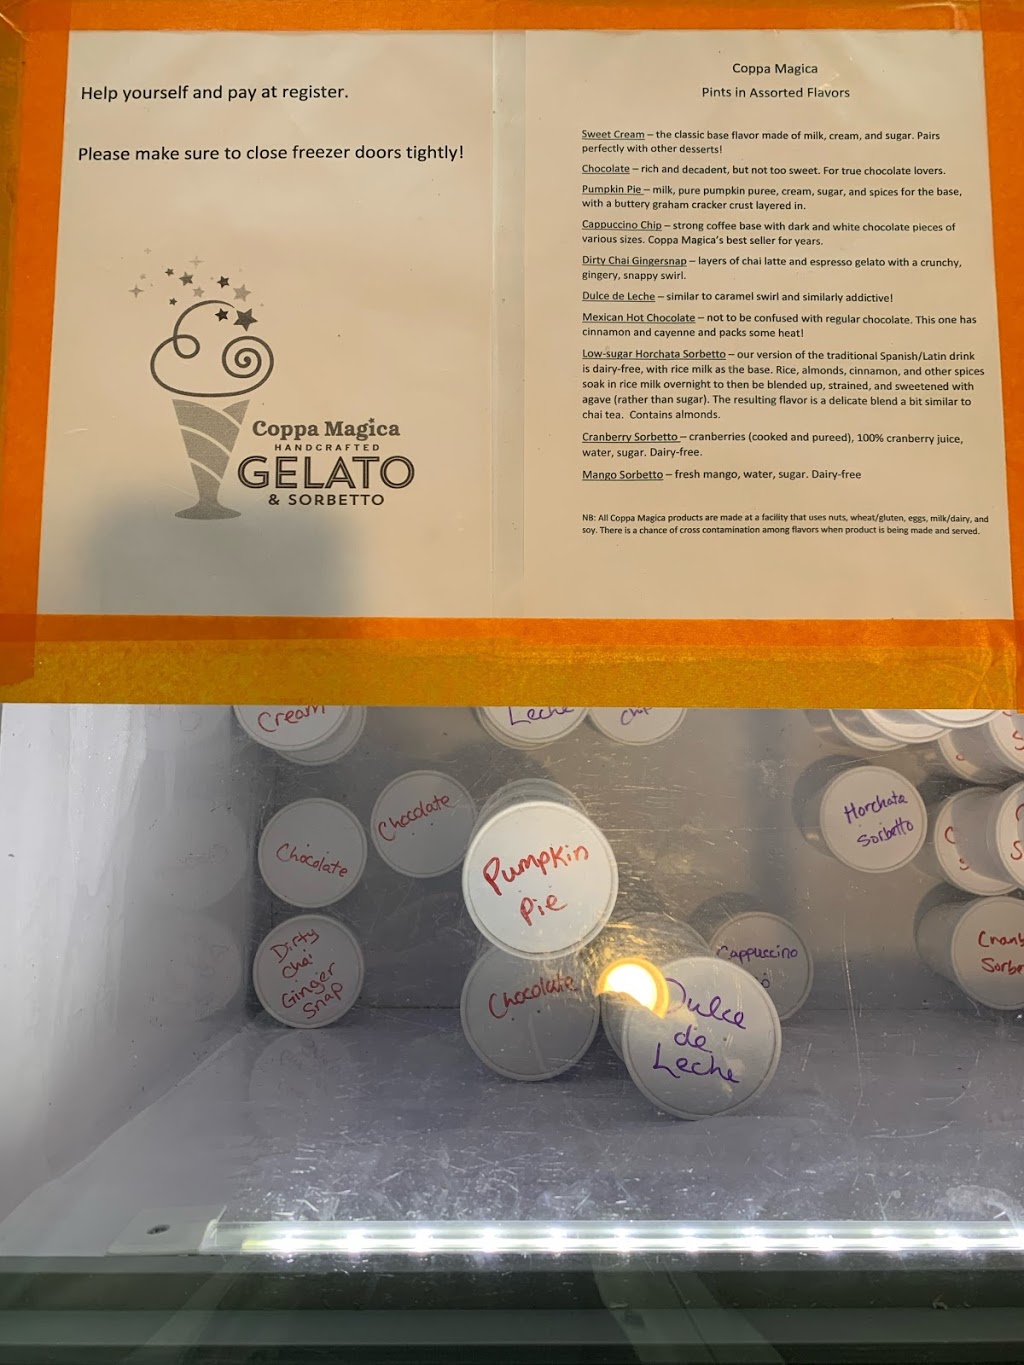 Help yourself and pay at register.
Please make sure to close freezer doors tightly!
Coppa Magica
HANDCRAFTED
GELATO
& SORBETTO
Coppa Magica
Pints in Assorted Flavors
Sweet Cream – the classic base flavor made of milk, cream, and sugar. Pairs
perfectly with other desserts!
Chocolate – rich and decadent, but not too sweet. For true chocolate lovers.
Pumpkin Pie – milk, pure pumpkin puree, cream, sugar, and spices for the base,
with a buttery graham cracker crust layered in.
Cappuccino Chip – strong coffee base with dark and white chocolate pieces of
various sizes. Coppa Magica's best seller for years.
Dirty Chai Gingersnap – layers of chai latte and espresso gelato with a crunchy,
gingery, snappy swirl.
Dulce de Leche – similar to caramel swirl and similarly addictive!
Mexican Hot Chocolate – not to be confused with regular chocolate. This one has
cinnamon and cayenne and packs some heat!
Low-sugar Horchata Sorbetto – our version of the traditional Spanish/Latin drink
is dairy-free, with rice milk as the base. Rice, almonds, cinnamon, and other spices
soak in rice milk overnight to then be blended up, strained, and sweetened with
agave (rather than sugar). The resulting flavor is a delicate blend a bit similar to
chai tea. Contains almonds.
Cranberry Sorbetto – cranberries (cooked and pureed), 100% cranberry juice,
water, sugar. Dairy-free.
Mango Sorbetto – fresh mango, water, sugar. Dairy-free
NB: All Coppa Magica products are made at a facility that uses nuts, wheat/gluten, eggs, milk/dairy, and
soy. There is a chance of cross contamination among flavors when product is being made and served.
Cream
Leche
Chocolate
Chocolate
Pumpkin
Pie
Horchata
Sorbetto
Dirty
Chai
Ginger
Snap
Chocolate
Cappuccino
Dulce
de
Leche